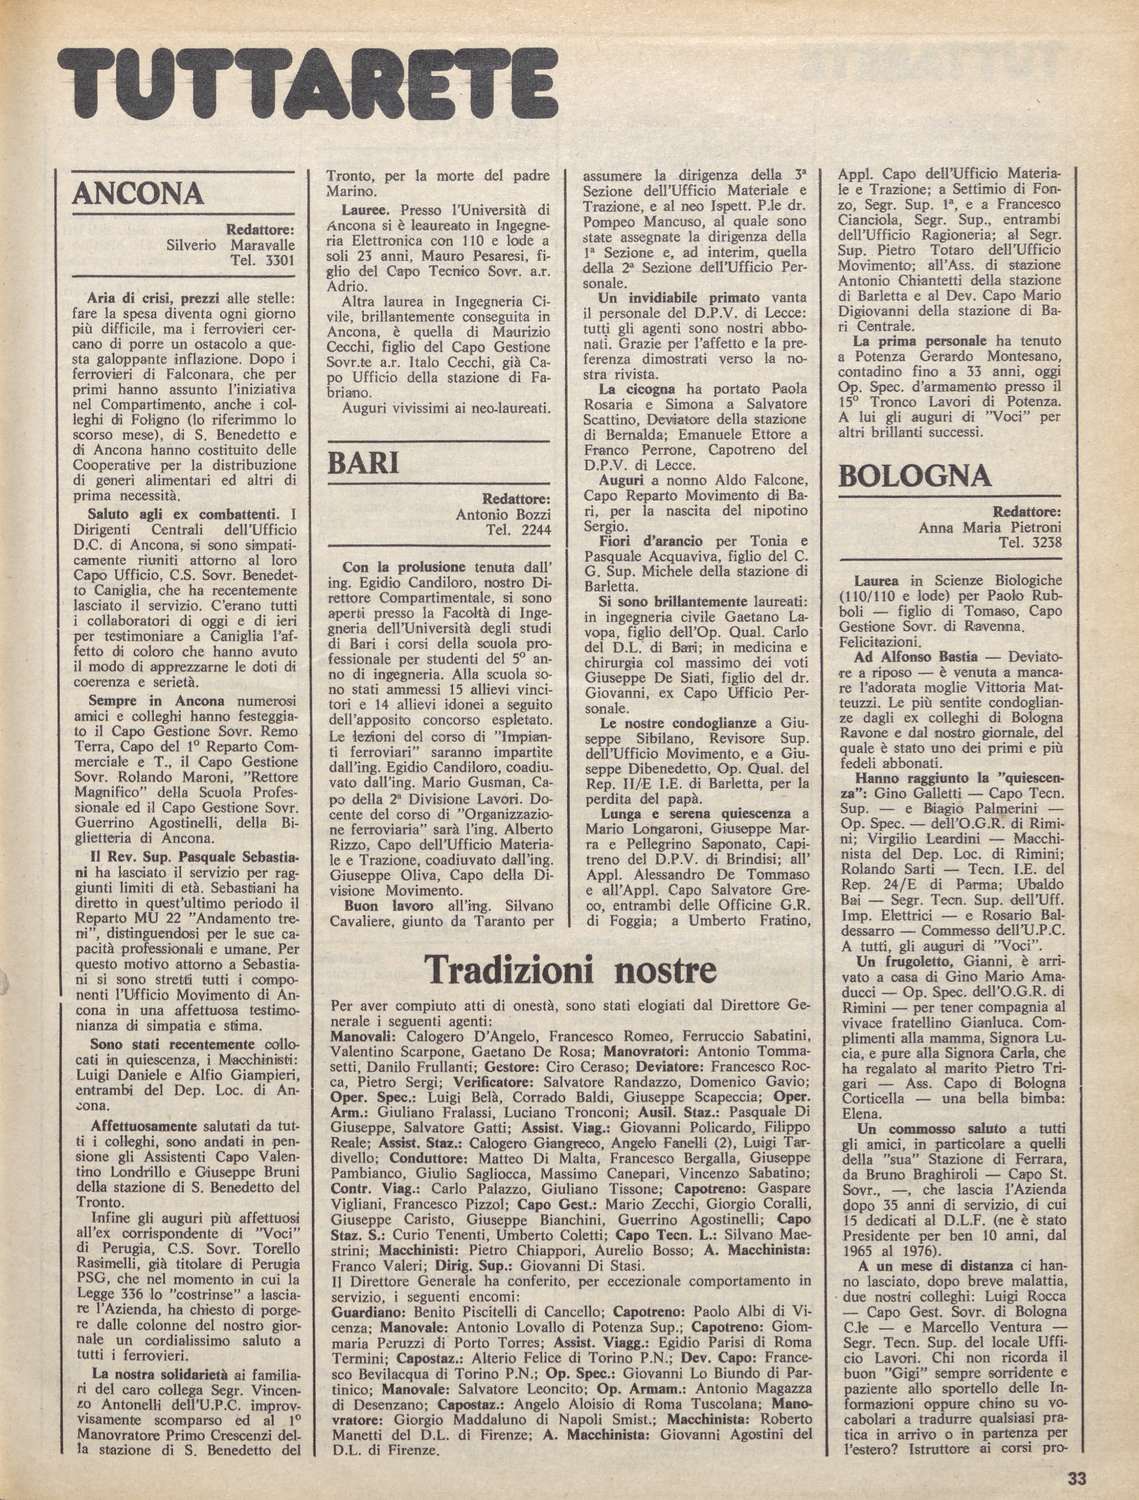 TUTTARETE
ANCONA
Redattore:
Silverio Maravalle
Tel. 3301
Aria di crisi, prezzi alle stelle:
fare la spesa diventa ogni giorno
più difficile, ma i ferrovieri cer-
cano di porre un ostacolo a que-
sta galoppante inflazione. Dopo i
ferrovieri di Falconara, che per
primi hanno assunto l'iniziativa
nel Compartimento, anche i col-
leghi di Foligno (lo riferimmo lo
scorso mese), di S. Benedetto e
di Ancona hanno costituito delle
Cooperative per la distribuzione
di generi alimentari ed altri di
prima necessità.
Saluto agli ex combattenti. I
Dirigenti Centrali dell'Ufficio
D.C. di Ancona, si sono simpati-
camente riuniti attorno al loro
Capo Ufficio, C.S. Sovr. Benedet-
to Caniglia, che ha recentemente
lasciato il servizio. C'erano tutti
i collaboratori di oggi e di ieri
per testimoniare a Caniglia l'af-
fetto di coloro che hanno avuto
il modo di apprezzarne le doti di
coerenza e serietà.
Sempre in Ancona numerosi
amici e colleghi hanno festeggia-
to il Capo Gestione Sovr. Remo
Terra, Capo del 1º Reparto Com-
merciale e T., il Capo Gestione
Sovr. Rolando Maroni, "Rettore
Magnifico" della Scuola Profes-
sionale ed il Capo Gestione Sovr.
Guerrino Agostinelli, della Bi-
glietteria di Ancona.
Il Rev. Sup. Pasquale Sebastia-
ni ha lasciato il servizio per rag-
giunti limiti di età. Sebastiani ha
diretto in quest'ultimo periodo il
Reparto MU 22 "Andamento tre-
ni", distinguendosi per le sue ca-
pacità professionali e umane. Per
questo motivo attorno a Sebastia-
ni si sono stretti tutti i compo-
nenti l'Ufficio Movimento di An-
cona in una affettuosa testimo-
nianza di simpatia e stima.
Sono stati recentemente collo-
cati in quiescenza, i Macchinisti:
Luigi Daniele e Alfio Giampieri,
entrambi del Dep. Loc. di An-
cona.
Affettuosamente salutati da tut-
ti i colleghi, sono andati in pen-
sione gli Assistenti Capo Valen-
tino Londrillo e Giuseppe Bruni
della stazione di S. Benedetto del
Tronto.
Infine gli auguri più affettuosi
all'ex corrispondente di "Voci"
di Perugia, C.S. Sovr. Torello
Rasimelli, già titolare di Perugia
PSG, che nel momento in cui la
Legge 336 lo "costrinse" a lascia-
re l'Azienda, ha chiesto di porge-
re dalle colonne del nostro gior-
nale un cordialissimo saluto a
tutti i ferrovieri.
La nostra solidarietà ai familia-
ri del caro collega Segr. Vincen-
zo Antonelli dell'U.P.C. improv-
visamente scomparso ed al 1º
Manovratore Primo Crescenzi del-
la stazione di S. Benedetto del
Tronto, per la morte del padre
Marino.
Lauree. Presso l'Università di
Ancona si è leaureato in Ingegne-
ria Elettronica con 110 e lode a
soli 23 anni, Mauro Pesaresi, fi-
glio del Capo Tecnico Sovr. a.r.
Adrio.
Altra laurea in Ingegneria Ci-
vile, brillantemente conseguita in
Ancona, è quella di Maurizio
Cecchi, figlio del Capo Gestione
Sovr.te a.r. Italo Cecchi, già Ca-
po Ufficio della stazione di Fa-
briano.
Auguri vivissimi ai neo-laureati.
BARI
Redattore:
Antonio Bozzi
Tel. 2244
Con la prolusione tenuta dall'
ing. Egidio Candiloro, nostro Di-
rettore Compartimentale, si sono
aperti presso la Facoltà di Inge-
gneria dell'Università degli studi
di Bari i corsi della scuola pro-
fessionale per studenti del 5º an-
no di ingegneria. Alla scuola so-
no stati ammessi 15 allievi vinci-
tori e 14 allievi idonei a seguito
dell'apposito concorso espletato.
Le lezioni del corso di "Impian-
ti ferroviari" saranno impartite
dall'ing. Egidio Candiloro, coadiu-
vato dall'ing. Mario Gusman, Ca-
po della 2ª Divisione Lavori. Do-
cente del corso di "Organizzazio-
ne ferroviaria" sarà l'ing. Alberto
Rizzo, Capo dell'Ufficio Materia-
le e Trazione, coadiuvato dall'ing.
Giuseppe Oliva, Capo della Di-
visione Movimento.
Buon lavoro all'ing. Silvano
Cavaliere, giunto da Taranto per
assumere la dirigenza della 3ª
Sezione dell'Ufficio Materiale e
Trazione, e al neo Ispett. P.le dr.
Pompeo Mancuso, al quale sono
state assegnate la dirigenza della
1ª Sezione e, ad interim, quella
della 2ª Sezione dell'Ufficio Per-
sonale.
Un invidiabile primato vanta
il personale del D.P.V. di Lecce:
tutti gli agenti sono nostri abbo-
nati. Grazie per l'affetto e la pre-
ferenza dimostrati verso la no-
stra rivista.
La cicogna ha portato Paola
Rosaria e Simona a Salvatore
Scattino, Deviatore della stazione
di Bernalda; Emanuele Ettore a
Franco Perrone, Capotreno del
D.P.V. di Lecce.
Auguri a nonno Aldo Falcone,
Capo Reparto Movimento di Ba-
ri, per la nascita del nipotino
Sergio.
Fiori d'arancio per Tonia e
Pasquale Acquaviva, figlio del C.
G. Sup. Michele della stazione di
Barletta.
Si sono brillantemente laureati:
in ingegneria civile Gaetano La-
vopa, figlio dell'Op. Qual. Carlo
del D.L. di Bari; in medicina e
chirurgia col massimo dei voti
Giuseppe De Siati, figlio del dr.
Giovanni, ex Capo Ufficio Per-
sonale.
Le nostre condoglianze a Giu-
seppe Sibilano, Revisore Sup.
dell'Ufficio Movimento, e a Giu-
seppe Dibenedetto, Op. Qual. del
Rep. II/E I.E. di Barletta, per la
perdita del papà.
Lunga e serena quiescenza a
Mario Longaroni, Giuseppe Mar-
ra e Pellegrino Saponato, Capi-
treno del D.P.V. di Brindisi; all'
Appl. Alessandro De Tommaso
e all'Appl. Capo Salvatore Gre-
co, entrambi delle Officine G.R.
di Foggia; a Umberto Fratino,
Appl. Capo dell'Ufficio Materia-
le e Trazione; a Settimio di Fon-
zo, Segr. Sup. 1ª, e a Francesco
Cianciola, Segr. Sup., entrambi
dell'Ufficio Ragioneria; al Segr.
Sup. Pietro Totaro dell'Ufficio
Movimento; all'Ass. di stazione
Antonio Chiantetti della stazione
di Barletta e al Dev. Capo Mario
Digiovanni della stazione di Ba-
ri Centrale.
La prima personale ha tenuto
a Potenza Gerardo Montesano,
contadino fino a 33 anni, oggi
Op. Spec. d'armamento presso il
15º Tronco Lavori di Potenza.
A lui gli auguri di "Voci" per
altri brillanti successi.
BOLOGNA
Redattore:
Anna Maria Pietroni
Tel. 3238
Laurea in Scienze Biologiche
(110/110 e lode) per Paolo Rub-
boli — figlio di Tomaso, Capo
Gestione Sovr. di Ravenna.
Felicitazioni.
Ad Alfonso Bastia — Deviato-
re a riposo — è venuta a manca-
re l'adorata moglie Vittoria Mat-
teuzzi. Le più sentite condoglian-
ze dagli ex colleghi di Bologna
Ravone e dal nostro giornale, del
quale è stato uno dei primi e più
fedeli abbonati.
Hanno raggiunto la "quiescen-
za": Gino Galletti — Capo Tecn.
Sup. — e Biagio Palmerini —
Op. Spec. — dell'O.G.R. di Rimi-
ni; Virgilio Leardini — Macchi-
nista del Dep. Loc. di Rimini;
Rolando Sarti — Tecn. I.E. del
Rep. 24/E di Parma; Ubaldo
Bai — Segr. Tecn. Sup. dell'Uff.
Imp. Elettrici — e Rosario Bal-
dessarro — Commesso dell'U.P.C.
A tutti, gli auguri di "Voci".
Un frugoletto, Gianni, è arri-
vato a casa di Gino Mario Ama-
ducci — Op. Spec. dell'O.G.R. di
Rimini — per tener compagnia al
vivace fratellino Gianluca. Com-
plimenti alla mamma, Signora Lu-
cia, e pure alla Signora Carla, che
ha regalato al marito Pietro Tri-
gari — Ass. Capo di Bologna
Corticella — una bella bimba:
Elena.
Un commosso saluto a tutti
gli amici, in particolare a quelli
della "sua" Stazione di Ferrara,
da Bruno Braghiroli — Capo St.
Sovr., —, che lascia l'Azienda
dopo 35 anni di servizio, di cui
15 dedicati al D.L.F. (ne è stato
Presidente per ben 10 anni, dal
1965 al 1976).
A un mese di distanza ci han-
no lasciato, dopo breve malattia,
due nostri colleghi: Luigi Rocca
— Capo Gest. Sovr. di Bologna
C.le — e Marcello Ventura —
Segr. Tecn. Sup. del locale Uffi-
cio Lavori. Chi non ricorda il
buon "Gigi" sempre sorridente e
paziente allo sportello delle In-
formazioni oppure chino su vo-
cabolari a tradurre qualsiasi pra-
tica in arrivo o in partenza per
l'estero? Istruttore ai corsi pro-
Tradizioni nostre
Per aver compiuto atti di onestà, sono stati elogiati dal Direttore Ge-
nerale i seguenti agenti:
Manovali: Calogero D'Angelo, Francesco Romeo, Ferruccio Sabatini,
Valentino Scarpone, Gaetano De Rosa; Manovratori: Antonio Tomma-
setti, Danilo Frullanti; Gestore: Ciro Ceraso; Deviatore: Francesco Roc-
ca, Pietro Sergi; Verificatore: Salvatore Randazzo, Domenico Gavio;
Oper. Spec.: Luigi Belà, Corrado Baldi, Giuseppe Scapeccia; Oper.
Arm.: Giuliano Fralassi, Luciano Tronconi; Ausil. Staz.: Pasquale Di
Giuseppe, Salvatore Gatti; Assist. Viag.: Giovanni Policardo, Filippo
Reale; Assist. Staz.: Calogero Giangreco, Angelo Fanelli (2), Luigi Tar-
divello; Conduttore: Matteo Di Malta, Francesco Bergalla, Giuseppe
Pambianco, Giulio Sagliocca, Massimo Canepari, Vincenzo Sabatino;
Contr. Viag.: Carlo Palazzo, Giuliano Tissone; Capotreno: Gaspare
Vigliani, Francesco Pizzol; Capo Gest.: Mario Zecchi, Giorgio Coralli,
Giuseppe Caristo, Giuseppe Bianchini, Guerrino Agostinelli; Capo
Staz. S.: Curio Tenenti, Umberto Coletti; Capo Tecn. L.: Silvano Mae-
strini; Macchinisti: Pietro Chiappori, Aurelio Bosso; A. Macchinista:
Franco Valeri; Dirig. Sup.: Giovanni Di Stasi.
Il Direttore Generale ha conferito, per eccezionale comportamento in
servizio, i seguenti encomi:
Guardiano: Benito Piscitelli di Cancello; Capotreno: Paolo Albi di Vi-
cenza; Manovale: Antonio Lovallo di Potenza Sup.; Capotreno: Giom-
maria Peruzzi di Porto Torres; Assist. Viagg.: Egidio Parisi di Roma
Termini; Capostaz.: Alterio Felice di Torino P.N.; Dev. Capo: France-
sco Bevilacqua di Torino P.N.; Op. Spec.: Giovanni Lo Biundo di Par-
tinico; Manovale: Salvatore Leoncito; Op. Armam.: Antonio Magazza
di Desenzano; Capostaz.: Angelo Aloisio di Roma Tuscolana; Mano-
vratore: Giorgio Maddaluno di Napoli Smist.; Macchinista: Roberto
Manetti del D.L. di Firenze; A. Macchinista: Giovanni Agostini del
D.L. di Firenze.
33